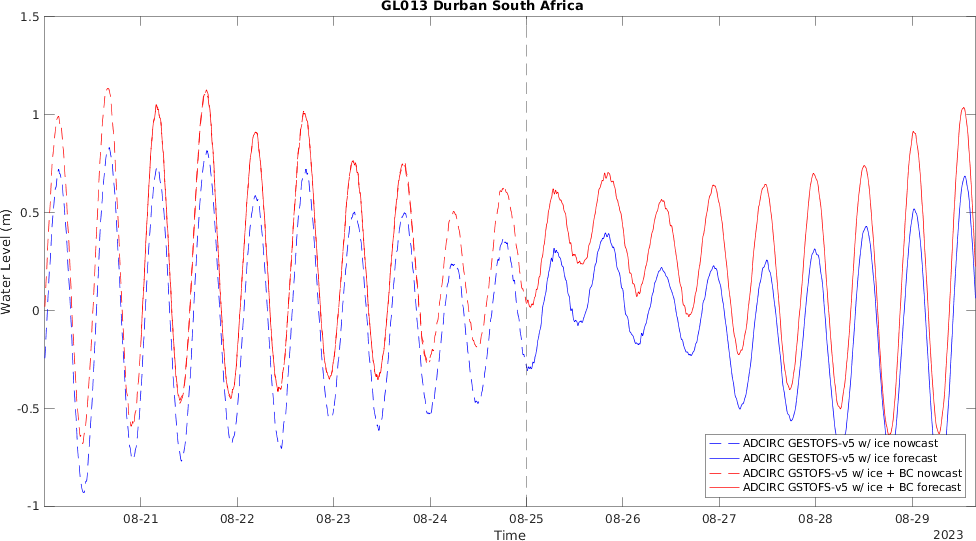 GL013 Durban South Africa
1.5
1
0.5
0
-0.5
-1
Water Level (m)
08-21 08-22 08-23 08-24 08-25 08-26 08-27 08-28 08-29
Time
2023
ADCIRC GESTOFS-v5 w/ ice nowcast
ADCIRC GESTOFS-v5 w/ ice forecast
ADCIRC GSTOFS-v5 w/ ice + BC nowcast
ADCIRC GSTOFS-v5 w/ ice + BC forecast